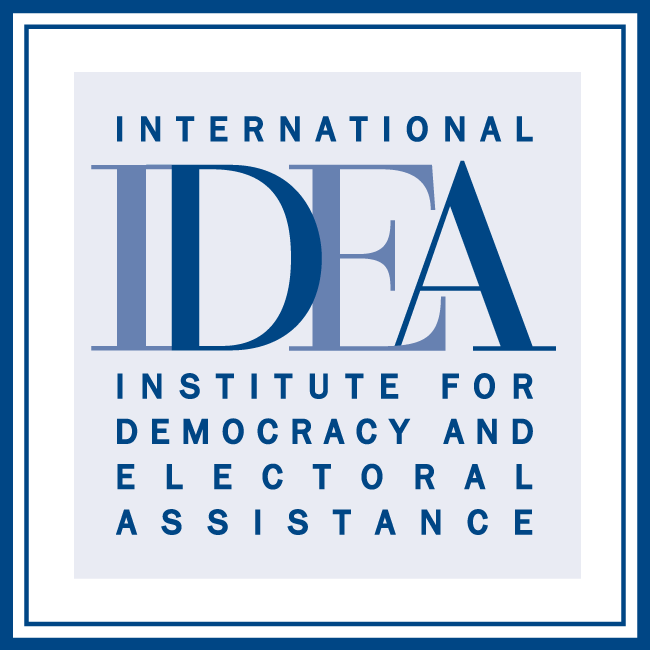 INTERNATIONAL
IDEA
INSTITUTE FOR
DEMOCRACY AND
ELECTORAL
ASSISTANCE